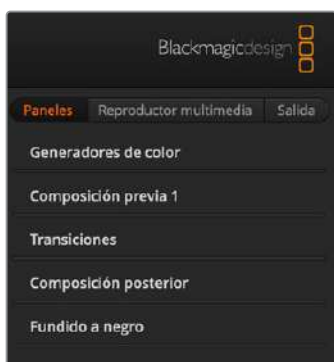 Blackmagicdesign
Paneles Reproductor multimedia Salida
Generadores de color
Composición previa 1
Transiciones
Composición posterior
Fundido a negro